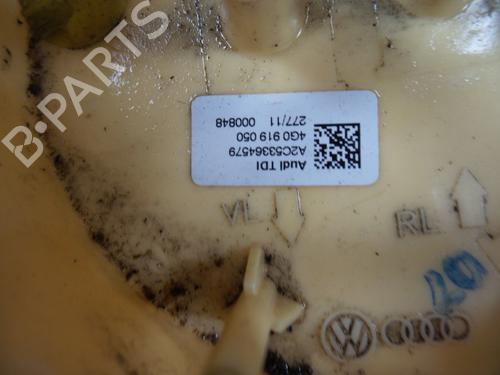 Audi TDI
A2C53364579
4G0 919 050
277/11 000848
VL
RL
B-PARTS